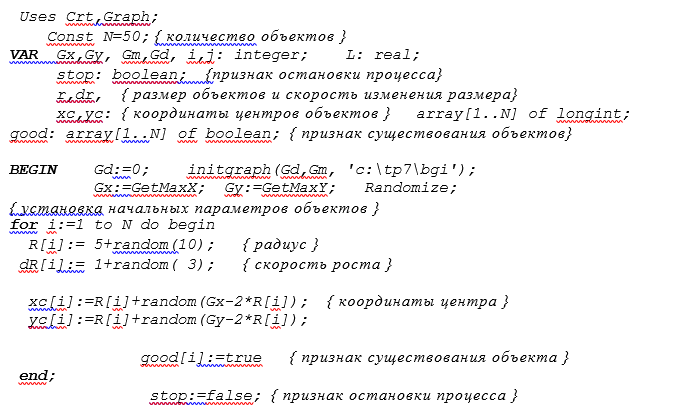 Uses Crt,Graph;
Const N=50; { количество объектов }
VAR Gx,Gy, Gm,Gd, i,j: integer; L: real;
stop: boolean; {признак остановки процесса}
r,dr, { размер объектов и скорость изменения размера}
xc,yc: { координаты центров объектов } array[1..N] of longint;
good: array[1..N] of boolean; { признак существования объектов}
BEGIN Gd:=0; initgraph(Gd,Gm, 'c:\tp7\bgi');
Gx:=GetMaxX; Gy:=GetMaxY; Randomize;
{ установка начальных параметров объектов }
for i:=1 to N do begin
R[i]:= 5+random(10); { радиус }
dR[i]:= 1+random( 3); { скорость роста }
xc[i]:=R[i]+random(Gx-2*R[i]); { координаты центра }
yc[i]:=R[i]+random(Gy-2*R[i]);
good[i]:=true { признак существования объекта }
end;
stop:=false; { признак остановки процесса }